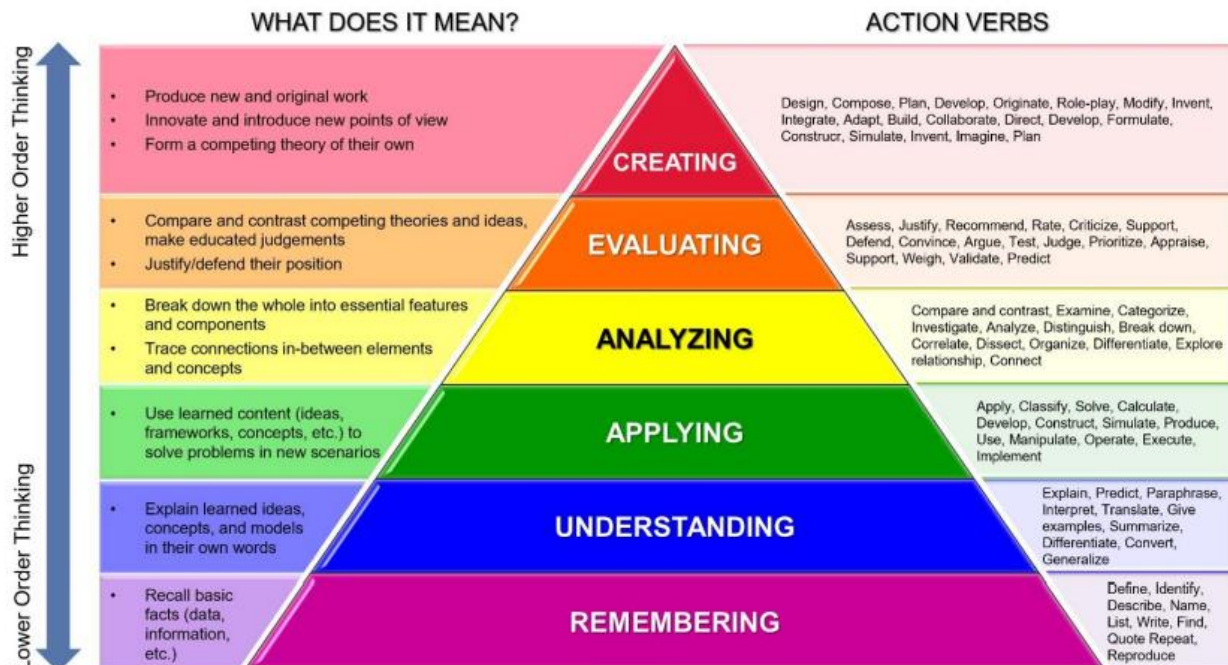 WHAT DOES IT MEAN?
ACTION VERBS
Higher Order Thinking
• Produce new and original work
• Innovate and introduce new points of view
• Form a competing theory of their own
CREATING
Design, Compose, Plan, Develop, Originate, Role-play, Modify, Invent,
Integrate, Adapt, Build, Collaborate, Direct, Develop, Formulate,
Construcr, Simulate, Invent, Imagine, Plan
• Compare and contrast competing theories and ideas,
make educated judgements
• Justify/defend their position
EVALUATING
Assess, Justify, Recommend, Rate, Criticize, Support,
Defend, Convince, Argue, Test, Judge, Prioritize, Appraise,
Support, Weigh, Validate, Predict
• Break down the whole into essential features
and components
• Trace connections in-between elements
and concepts
ANALYZING
Compare and contrast, Examine, Categorize,
Investigate, Analyze, Distinguish, Break down,
Correlate, Dissect, Organize, Differentiate, Explore
relationship, Connect
• Use learned content (ideas,
frameworks, concepts, etc.) to
solve problems in new scenarios
APPLYING
Apply, Classify, Solve, Calculate,
Develop, Construct, Simulate, Produce,
Use, Manipulate, Operate, Execute,
Implement
Lower Order Thinking
• Explain learned ideas,
concepts, and models
in their own words
UNDERSTANDING
Explain, Predict, Paraphrase,
Interpret, Translate, Give
examples, Summarize,
Differentiate, Convert,
Generalize
• Recall basic
facts (data,
information,
etc.)
REMEMBERING
Define, Identify,
Describe, Name,
List, Write, Find,
Quote Repeat,
Reproduce